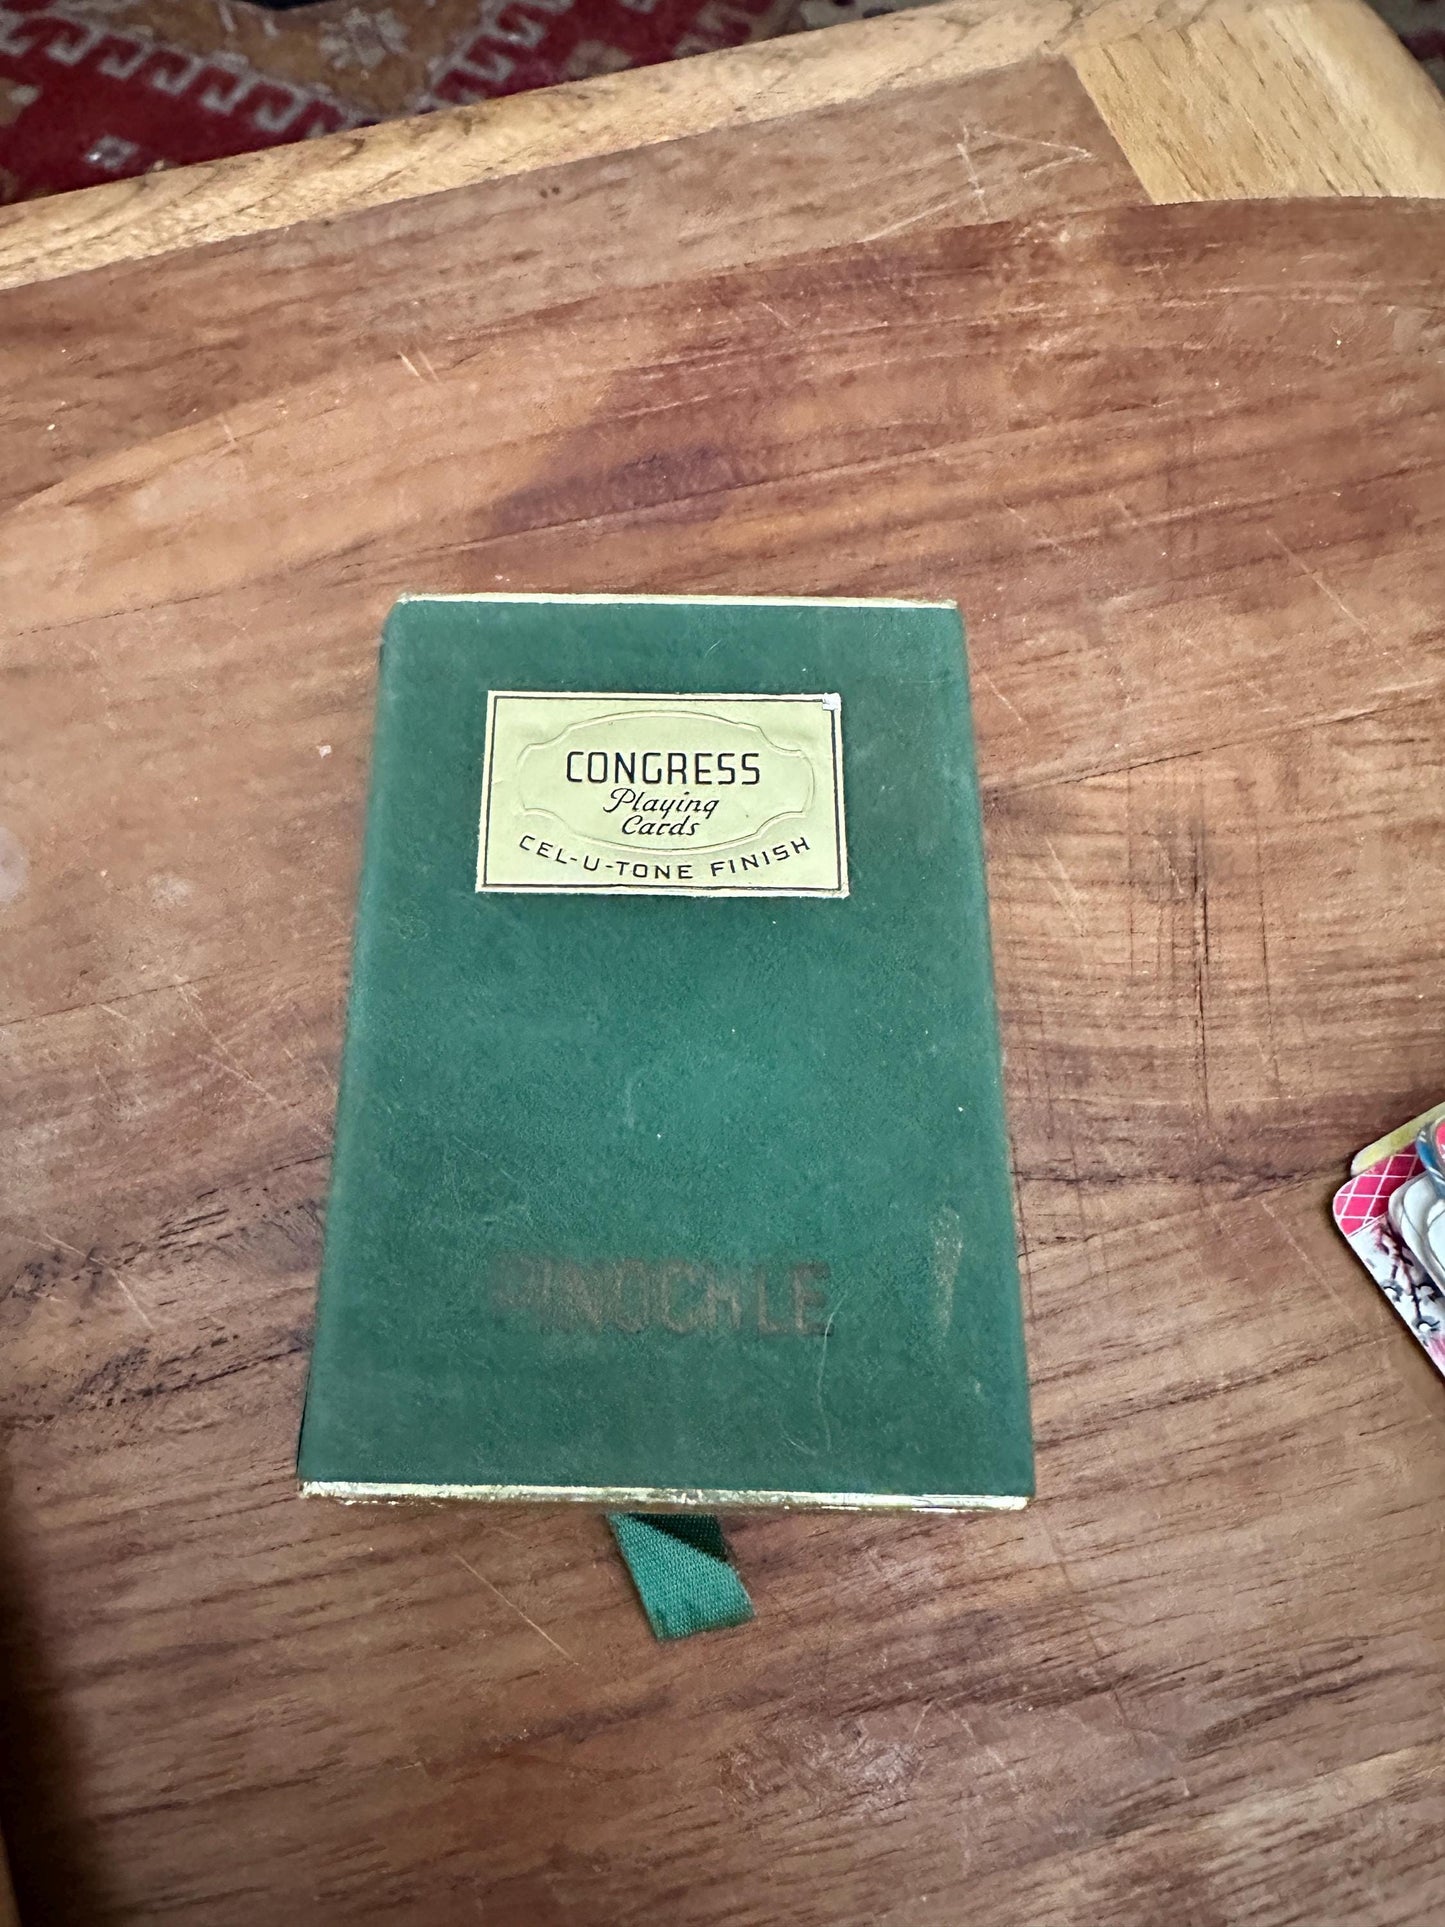 CONGRESS
Playing
Cards
CEL-U-TONE FINISH
PINOCHLE